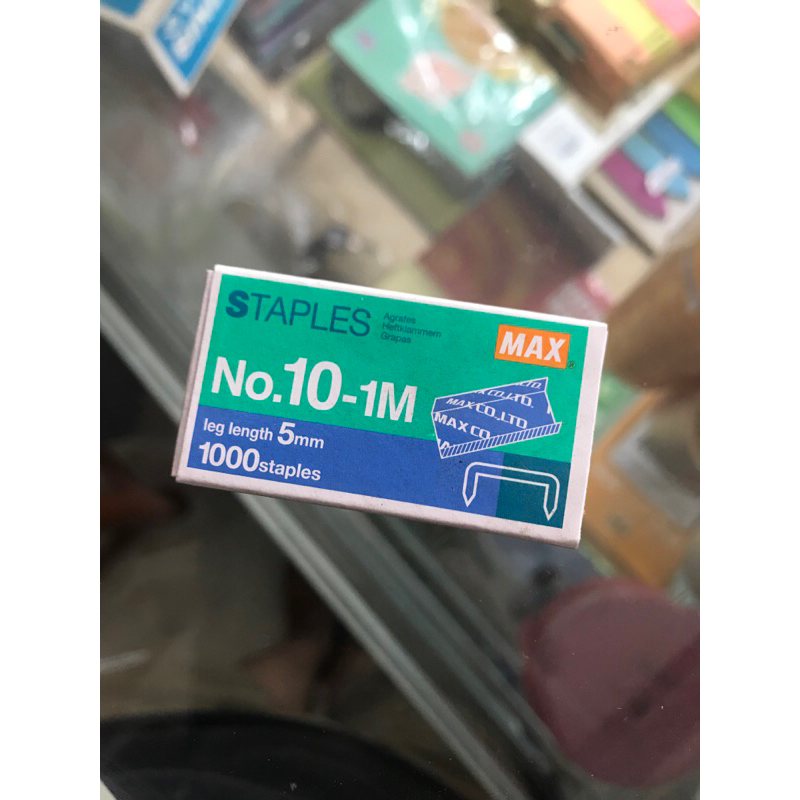 STAPLES
Agrafes
Heftklammern
Grapas
MAX®
No.10-1M
MAX CO.,LTD.
MAX CO
leg length 5mm
1000staples